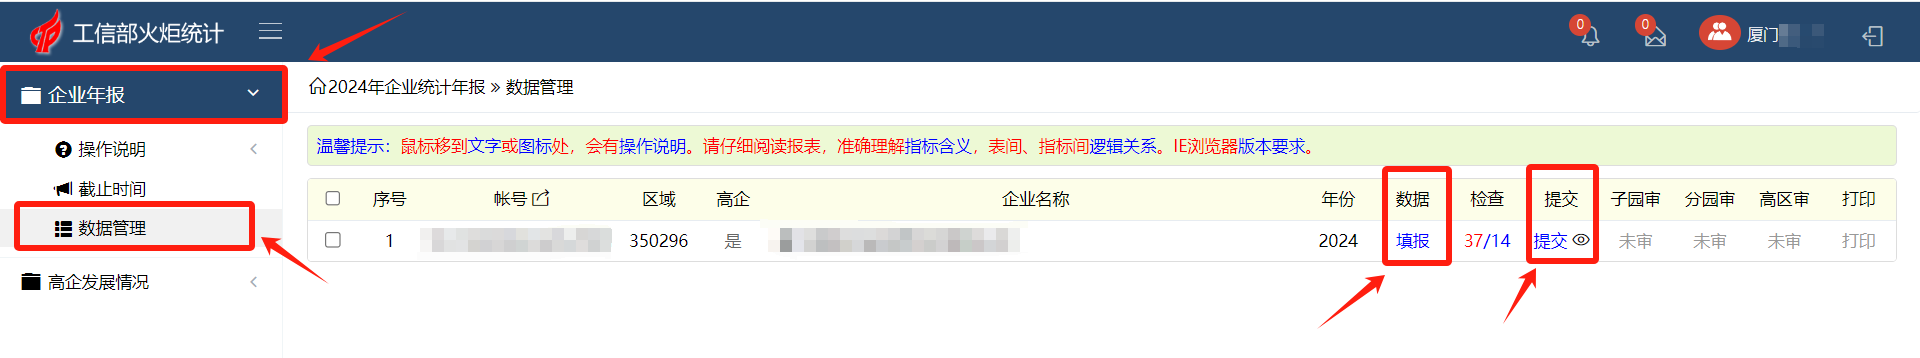 工信部火炬统计
0
0
厦门
企业年报
2024年企业统计年报 » 数据管理
操作说明
截止时间
数据管理
高企发展情况
温馨提示：鼠标移到文字或图标处，会有操作说明。请仔细阅读报表，准确理解指标含义，表间、指标间逻辑关系。IE浏览器版本要求。
序号 帐号 区域 高企 企业名称 年份 数据 检查 提交 子园审 分园审 高区审 打印
1 350296 是 2024 填报 37/14 提交 未审 未审 未审 打印